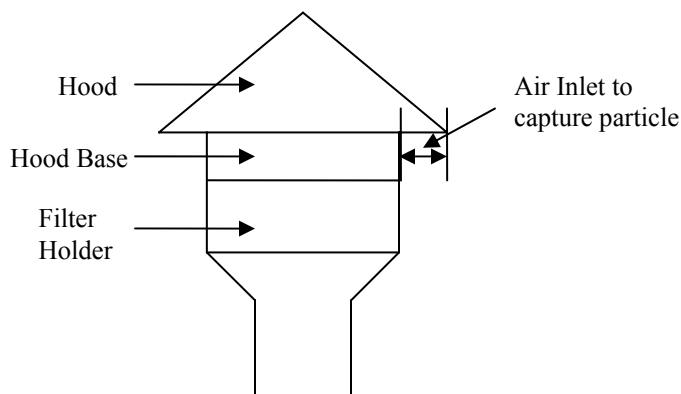 Hood
Air Inlet to
capture particle
Hood Base
Filter
Holder